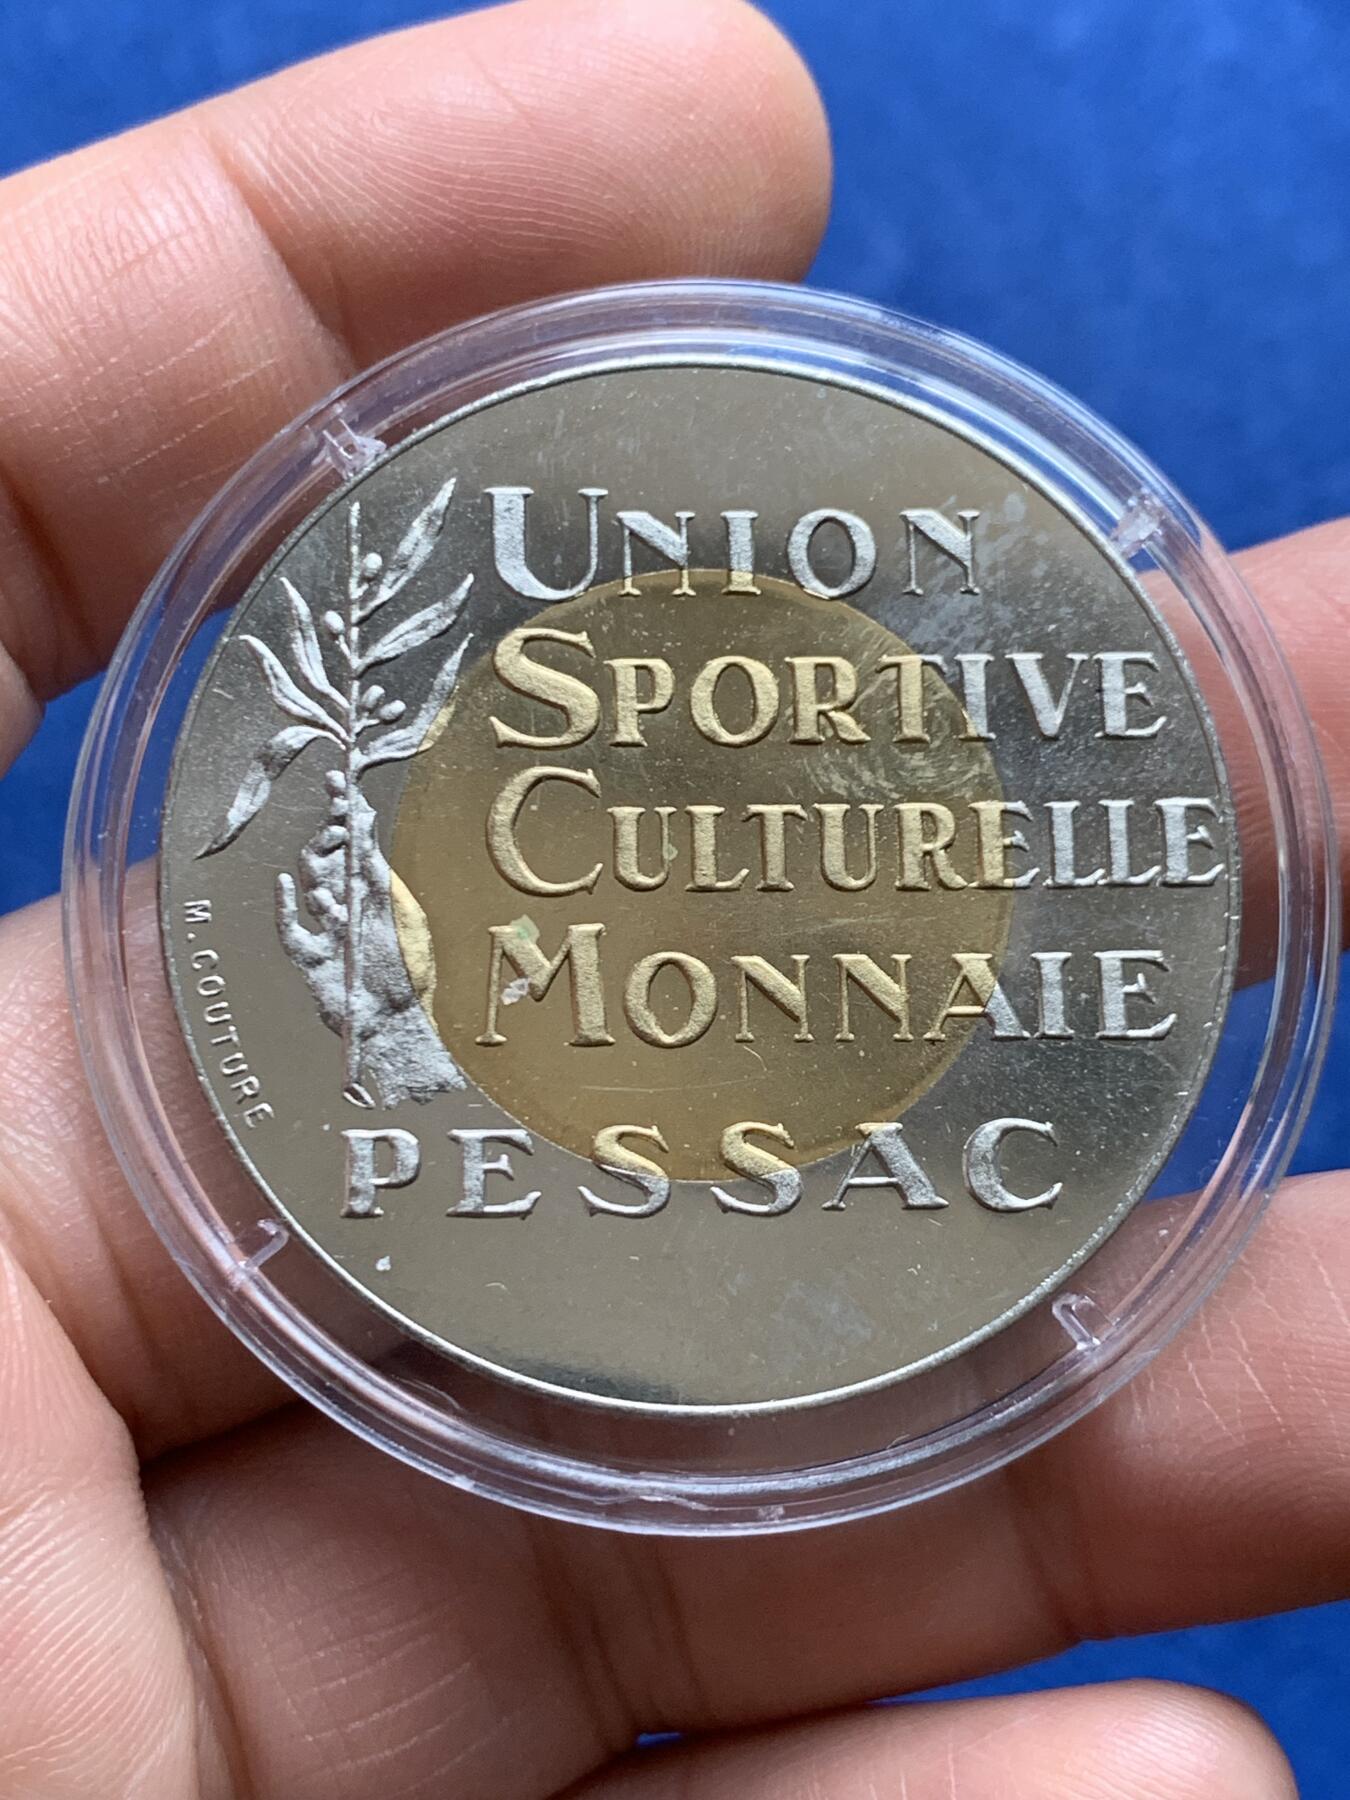 UNION
SPORTIVE
CULTURELLE
MONNAIE
PESSAC
M. COUTURE